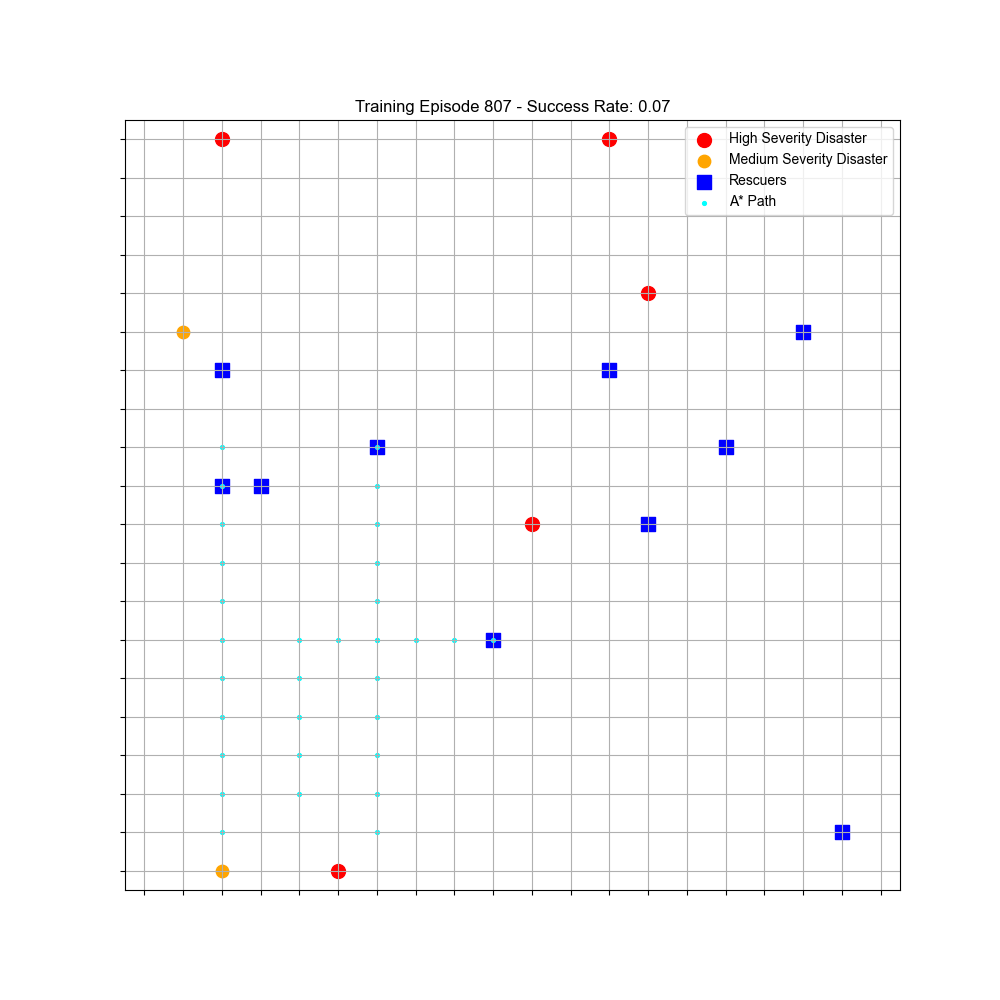 Training Episode 807 - Success Rate: 0.07
High Severity Disaster
Medium Severity Disaster
Rescuers
A* Path